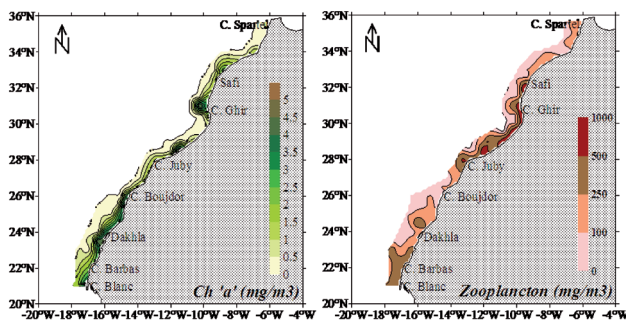 C. Spartel
36°N
N
34°N
Safi
32°N
C. Ghir
30°N
28°N
C. Juby
26°N
C. Boujdor
24°N
Dakhla
22°N
C. Barbas
C. Blanc
20°N
5
4.5
4
3.5
3
2.5
2
1.5
1
0.5
0
Ch 'a' (mg/m3)
-20°W-18°W-16°W-14°W-12°W-10°W -8°W -6°W -4°W
C. Spartel
36°N
N
34°N
Safi
32°N
C. Ghir
30°N
28°N
C. Juby
26°N
C. Boujdor
24°N
Dakhla
22°N
C. Barbas
C. Blanc
20°N
1000
500
250
100
0
Zooplancton (mg/m3)
-20°W-18°W-16°W-14°W-12°W-10°W -8°W -6°W -4°W